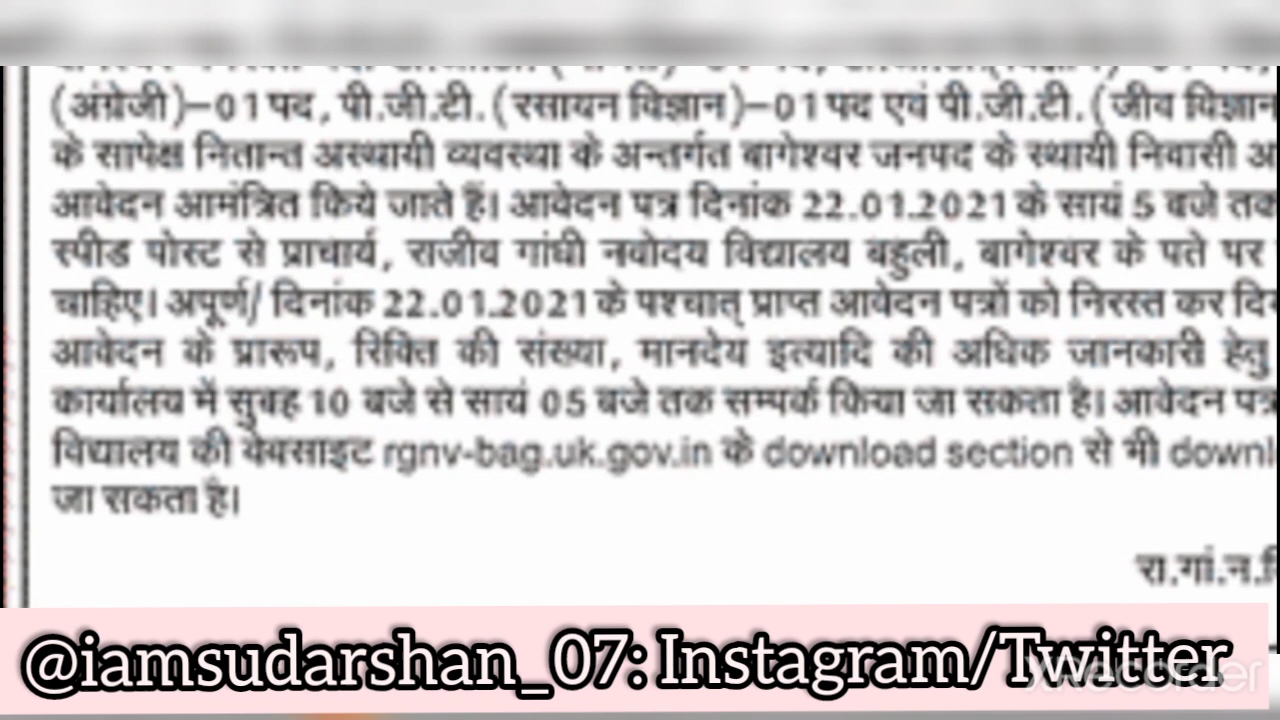 (अंग्रेजी)–01 पद, पी.जी.टी. (रसायन विज्ञान)–01 पद एवं पी.जी.टी. (जीव विज्ञान
के सापेक्ष नितान्त अस्थायी व्यवस्था के अन्तर्गत बागेश्वर जनपद के स्थायी निवासी
आवेदन आमंत्रित किये जाते हैं। आवेदन पत्र दिनांक 22.01.2021 के सायं 5 बजे तक
स्पीड पोस्ट से प्राचार्य, राजीव गांधी नवोदय विद्यालय बहुली, बागेश्वर के पते पर
चाहिए। अपूर्ण/ दिनांक 22.01.2021 के पश्चात् प्राप्त आवेदन पत्रों को निरस्त कर
आवेदन के प्रारूप, रिक्ति की संख्या, मानदेय इत्यादि की अधिक जानकारी हेतु
कार्यालय में सुबह 10 बजे से सायं 05 बजे तक सम्पर्क किया जा सकता है। आवेदन पत्र
विद्यालय की वेबसाइट rgnv-bag.uk.gov.in के download section से भी downl
जा सकता है।
रा.गां.न.
@iamsudarshan_07: Instagram/Twitter
XRecorder